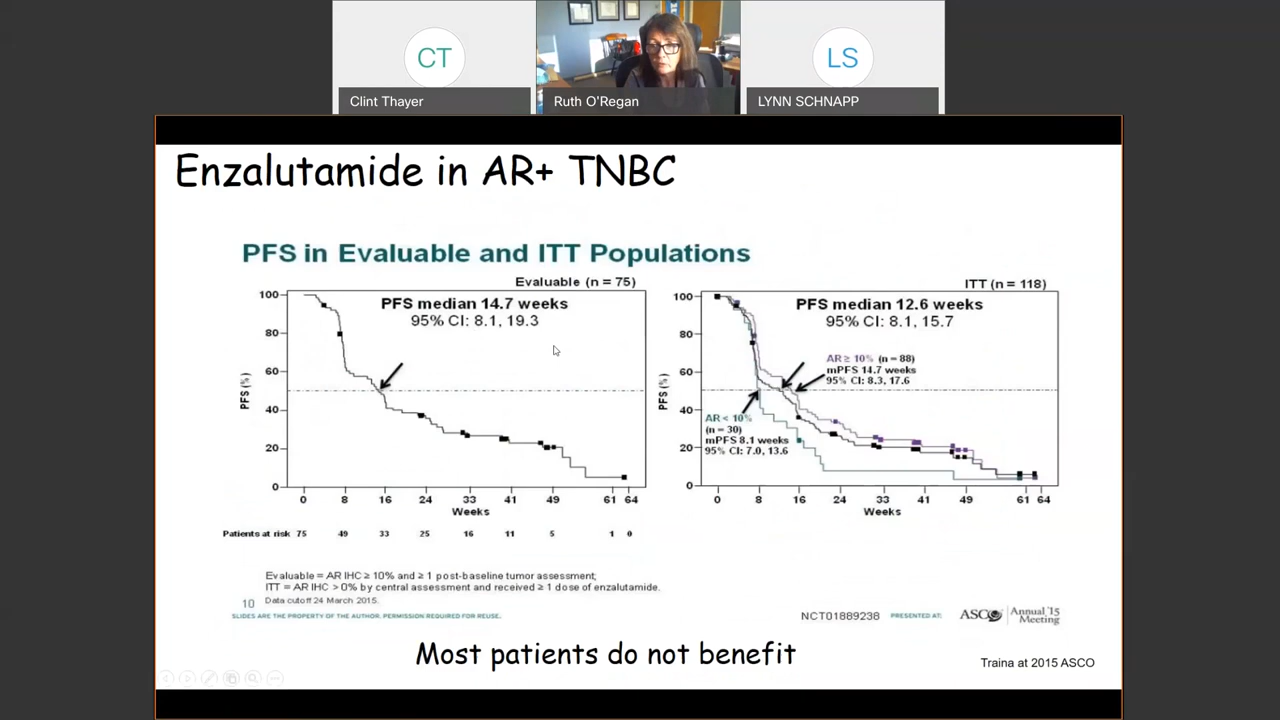 CT
LS
Clint Thayer
Ruth O'Regan
LYNN SCHNAPP
Enzalutamide in AR+ TNBC
PFS in Evaluable and ITT Populations
Evaluable (n = 75)
PFS median 14.7 weeks
95% CI: 8.1, 19.3
100
80
60
40
20
0
PFS (%)
0 8 16 24 33 41 49 61 64
Weeks
Patients at risk 75 49 33 25 16 11 5 1 0
ITT (n = 118)
PFS median 12.6 weeks
95% CI: 8.1, 15.7
AR ≥ 10% (n = 88)
mPFS 14.7 weeks
95% CI: 8.3, 17.6
AR < 10%
(n = 30)
mPFS 8.1 weeks
95% CI: 7.0, 13.6
100
80
60
40
20
0
PFS (%)
0 8 16 24 33 41 49 61 64
Weeks
Evaluable = AR IHC ≥ 10% and ≥ 1 post-baseline tumor assessment;
ITT = AR IHC > 0% by central assessment and received ≥ 1 dose of enzalutamide.
Data cutoff 24 March 2015.
10
SLIDES ARE THE PROPERTY OF THE AUTHOR. PERMISSION REQUIRED FOR REUSE.
NCT01889238
PRESENTED AT:
ASCO
Annual '15
Meeting
Most patients do not benefit
Traina at 2015 ASCO